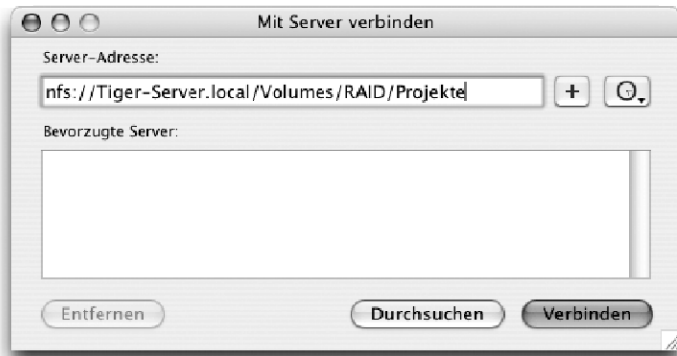 Mit Server verbinden
Server-Adresse:
nfs://Tiger-Server.local/Volumes/RAID/Projekte
+
Bevorzugte Server:
Entfernen
Durchsuchen
Verbinden